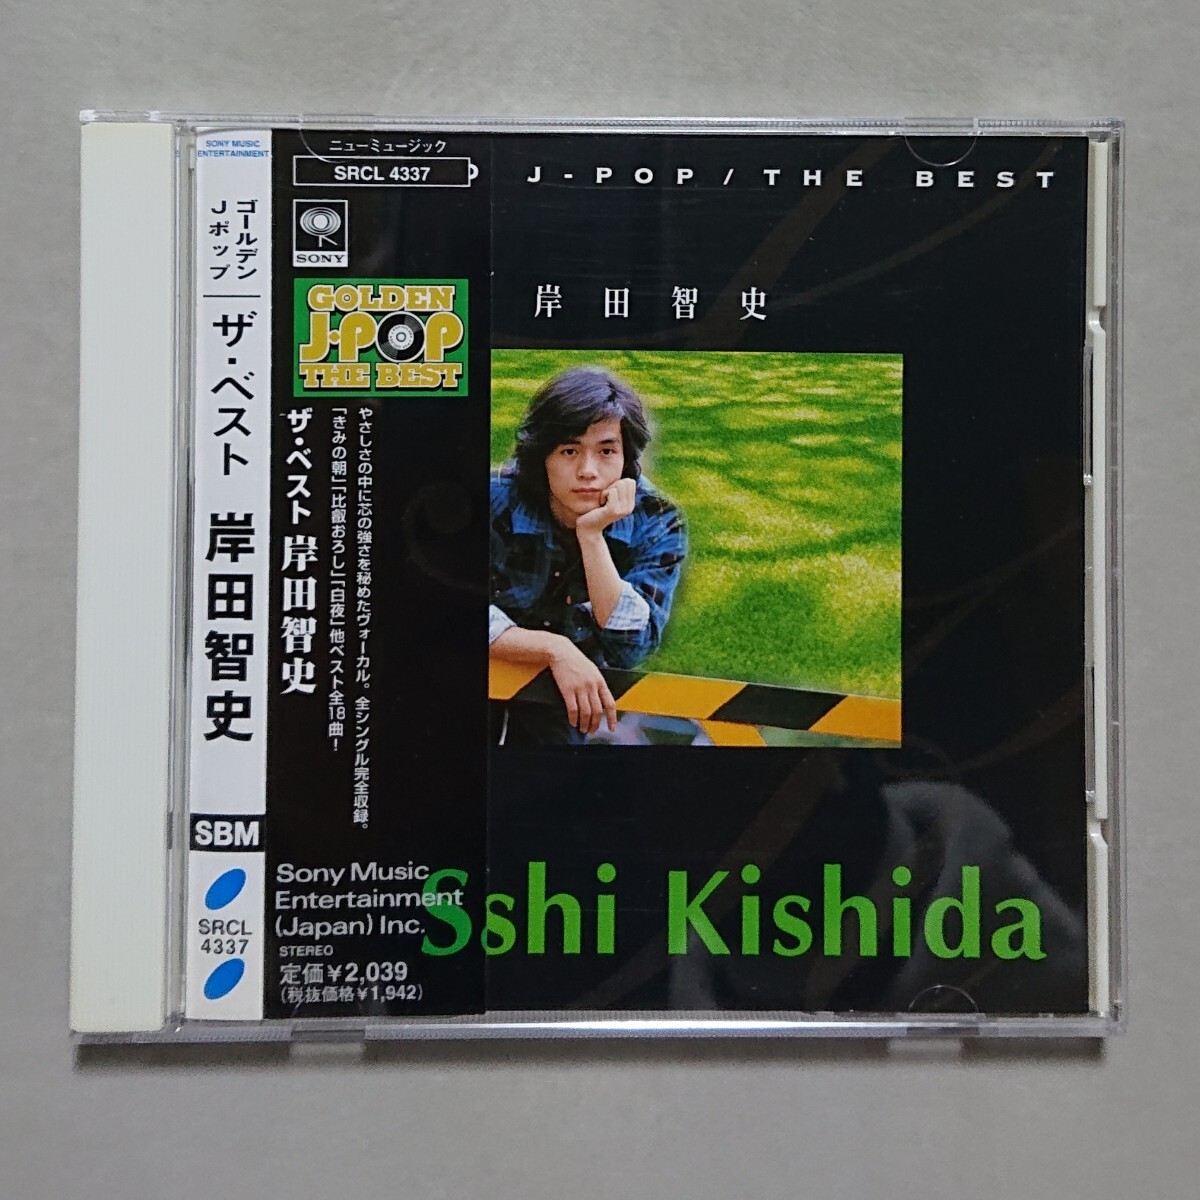 SONY MUSIC
ENTERTAINMENT
ゴールデン
Jポップ
ザ・ベスト 岸田智史
SBM
SRCL
4337
ニューミュージック
SRCL 4337
SONY
GOLDEN
J-POP
THE BEST
やさしさの中に芯の強さを秘めたヴォーカル。全シングル完全収録。
「きみの朝」「比叡おろし」「白夜」他ベスト全18曲!
ザ・ベスト 岸田智史
Sony Music
Entertainment
(Japan) Inc.
STEREO
定価¥2,039
(税抜価格¥1,942)
J-POP/THE BEST
岸田智史
Sshi Kishida